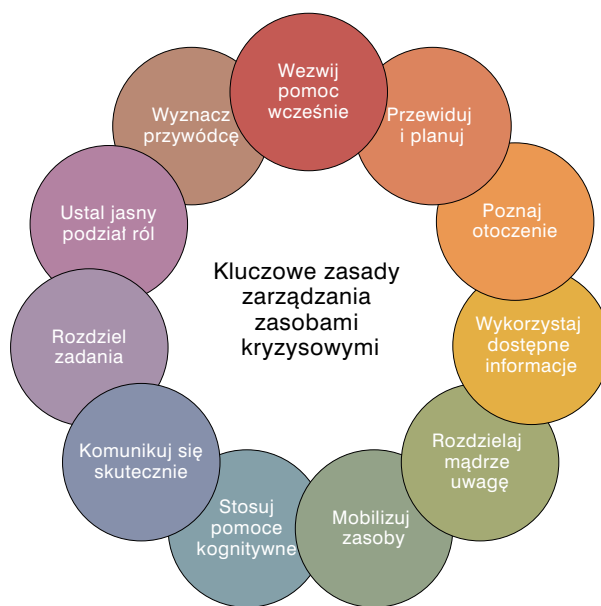 Wezwij
pomoc
wcześnie
Przewiduj
i planuj
Poznaj
otoczenie
Wykorzystaj
dostępne
informacje
Rozdzielaj
mądrze
uwagę
Mobilizuj
zasoby
Stosuj
pomoce
kognitywne
Komunikuj się
skutecznie
Rozdziel
zadania
Ustal jasny
podział ról
Wyznacz
przywódcę
Kluczowe zasady
zarządzania
zasobami
kryzysowymi